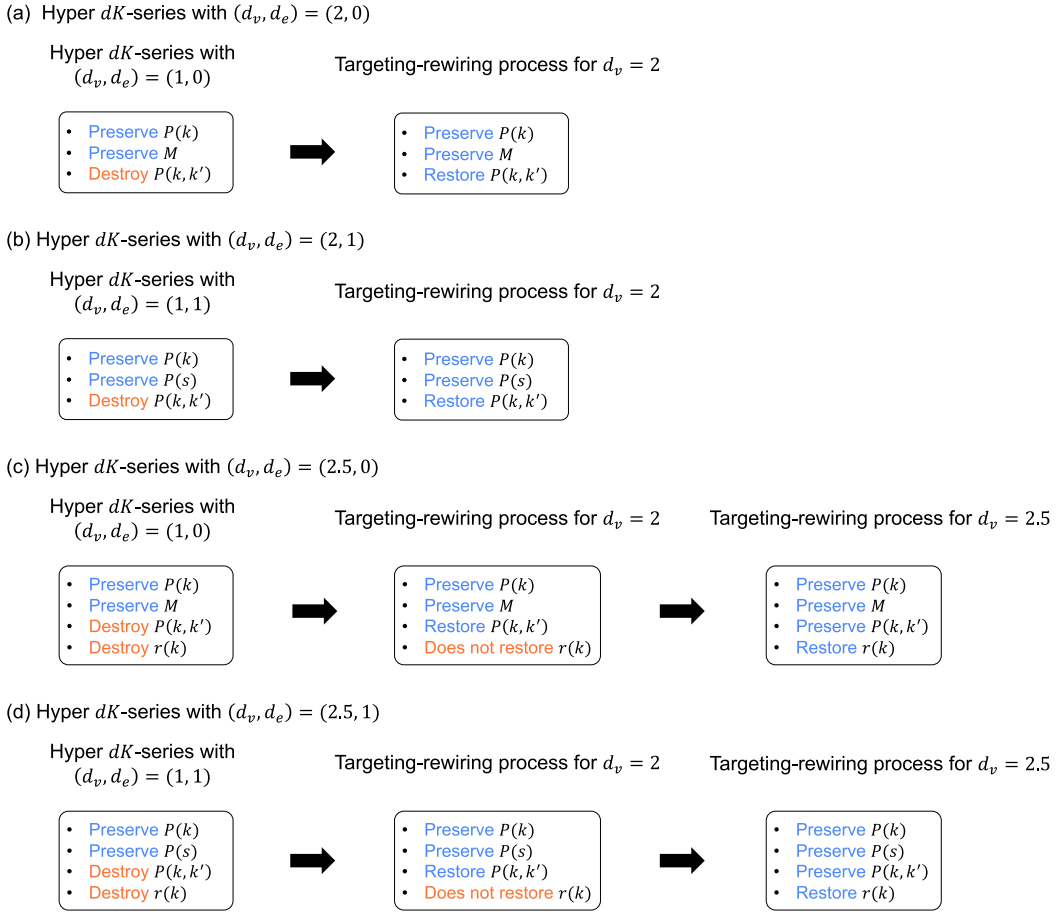 (a) Hyper dK-series with (d_v, d_e) = (2, 0)
Hyper dK-series with
(d_v, d_e) = (1, 0)
Targeting-rewiring process for d_v = 2
• Preserve P(k)
• Preserve M
• Destroy P(k, k′)
• Preserve P(k)
• Preserve M
• Restore P(k, k′)
(b) Hyper dK-series with (d_v, d_e) = (2, 1)
Hyper dK-series with
(d_v, d_e) = (1, 1)
Targeting-rewiring process for d_v = 2
• Preserve P(k)
• Preserve P(s)
• Destroy P(k, k′)
• Preserve P(k)
• Preserve P(s)
• Restore P(k, k′)
(c) Hyper dK-series with (d_v, d_e) = (2.5, 0)
Hyper dK-series with
(d_v, d_e) = (1, 0)
Targeting-rewiring process for d_v = 2
Targeting-rewiring process for d_v = 2.5
• Preserve P(k)
• Preserve M
• Destroy P(k, k′)
• Destroy r(k)
• Preserve P(k)
• Preserve M
• Restore P(k, k′)
• Does not restore r(k)
• Preserve P(k)
• Preserve M
• Preserve P(k, k′)
• Restore r(k)
(d) Hyper dK-series with (d_v, d_e) = (2.5, 1)
Hyper dK-series with
(d_v, d_e) = (1, 1)
Targeting-rewiring process for d_v = 2
Targeting-rewiring process for d_v = 2.5
• Preserve P(k)
• Preserve P(s)
• Destroy P(k, k′)
• Destroy r(k)
• Preserve P(k)
• Preserve P(s)
• Restore P(k, k′)
• Does not restore r(k)
• Preserve P(k)
• Preserve P(s)
• Preserve P(k, k′)
• Restore r(k)